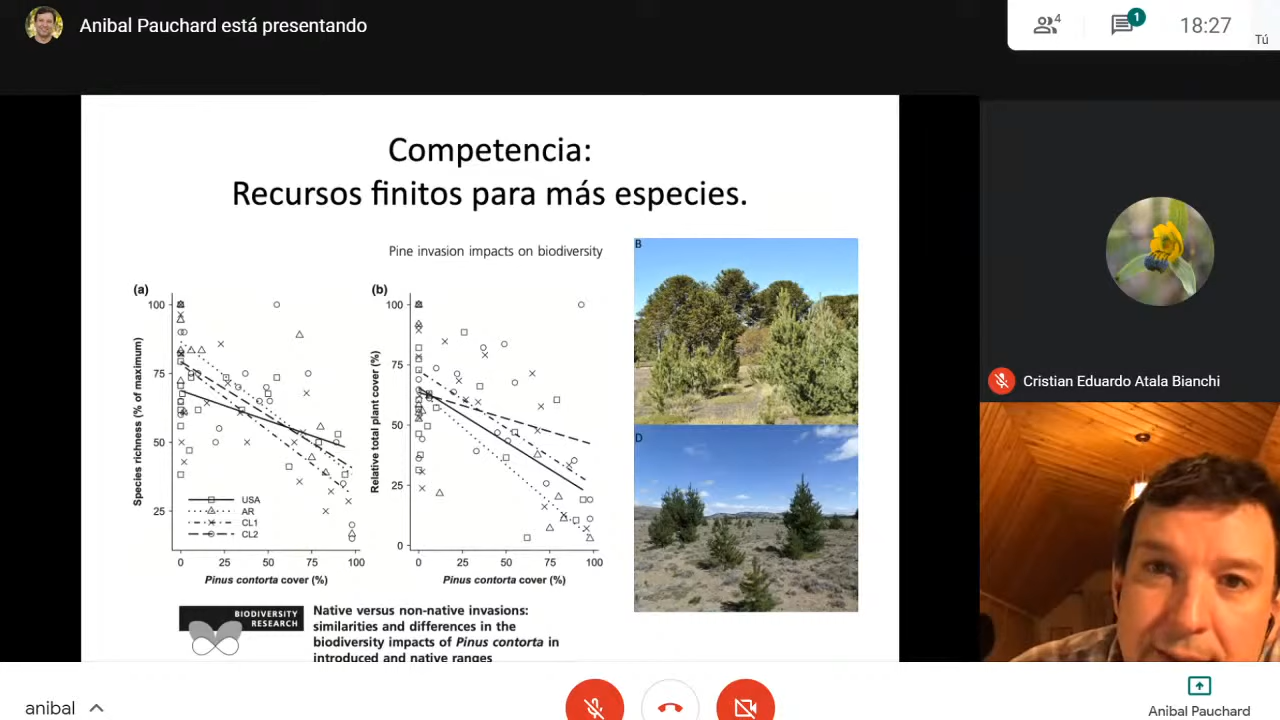 Anibal Pauchard está presentando
4
1
18:27
Tú
Competencia:
Recursos finitos para más especies.
Pine invasion impacts on biodiversity
(a)
100
75
50
25
Species richness (% of maximum)
USA
AR
CL1
CL2
0 25 50 75 100
Pinus contorta cover (%)
(b)
100
75
50
25
0
Relative total plant cover (%)
0 25 50 75 100
Pinus contorta cover (%)
B
D
BIODIVERSITY
RESEARCH
Native versus non-native invasions:
similarities and differences in the
biodiversity impacts of Pinus contorta in
introduced and native ranges
Cristian Eduardo Atala Bianchi
anibal
Anibal Pauchard